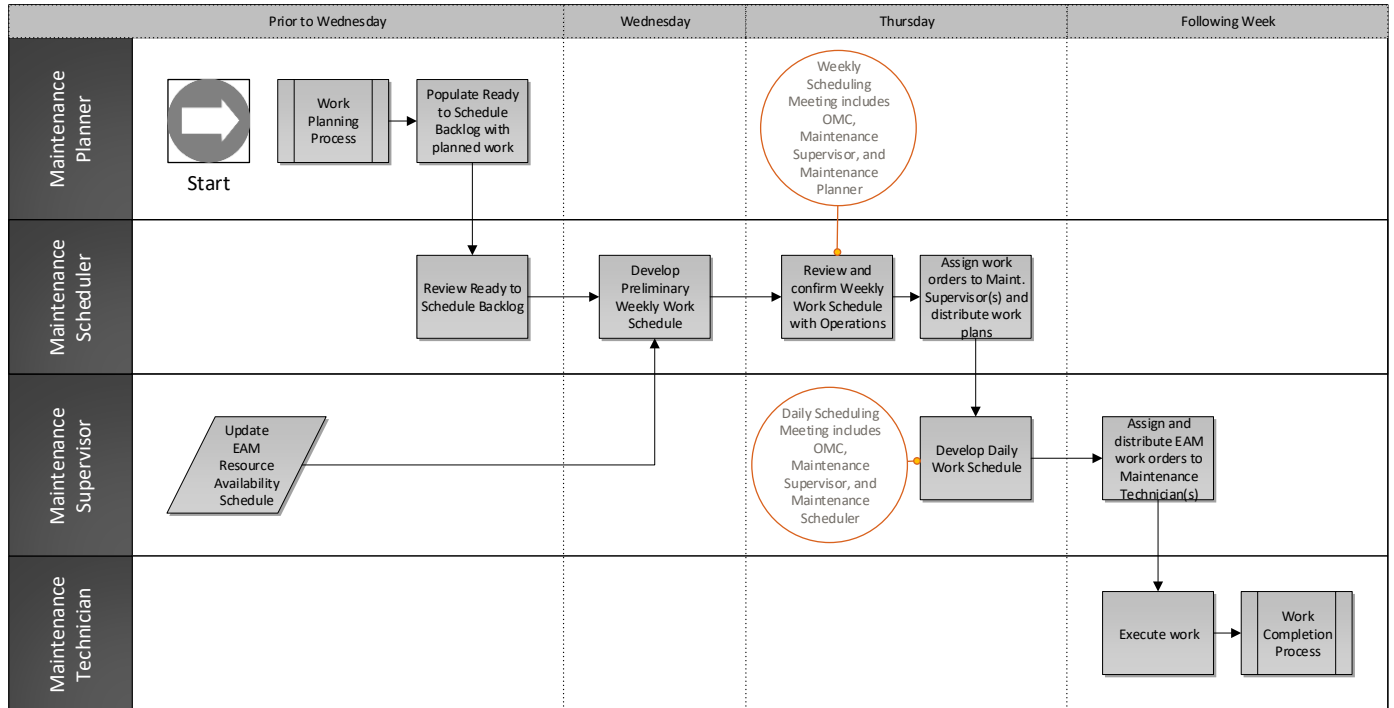 Prior to Wednesday
Wednesday
Thursday
Following Week
Maintenance
Planner
Start
Work
Planning
Process
Populate Ready
to Schedule
Backlog with
planned work
Weekly
Scheduling
Meeting includes
OMC,
Maintenance
Supervisor, and
Maintenance
Planner
Maintenance
Scheduler
Review Ready to
Schedule Backlog
Develop
Preliminary
Weekly Work
Schedule
Review and
confirm Weekly
Work Schedule
with Operations
Assign work
orders to Maint.
Supervisor(s) and
distribute work
plans
Maintenance
Supervisor
Update
EAM
Resource
Availability
Schedule
Daily Scheduling
Meeting includes
OMC,
Maintenance
Supervisor, and
Maintenance
Scheduler
Develop Daily
Work Schedule
Assign and
distribute EAM
work orders to
Maintenance
Technician(s)
Maintenance
Technician
Execute work
Work
Completion
Process